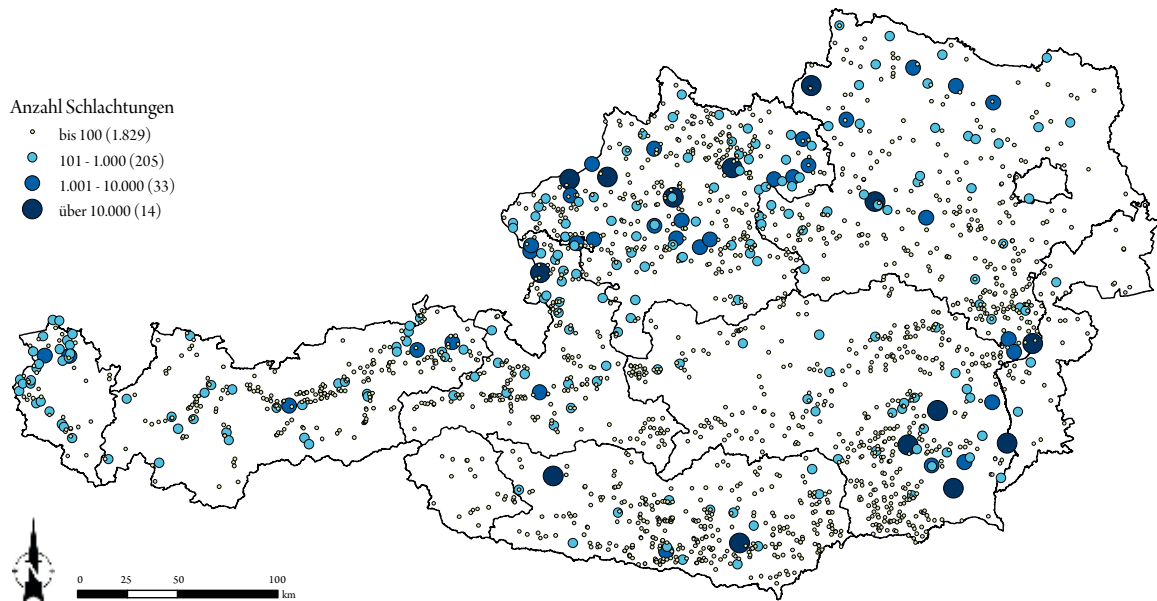 Anzahl Schlachtungen
bis 100 (1.829)
101 - 1.000 (205)
1.001 - 10.000 (33)
über 10.000 (14)
0 25 50 100
km